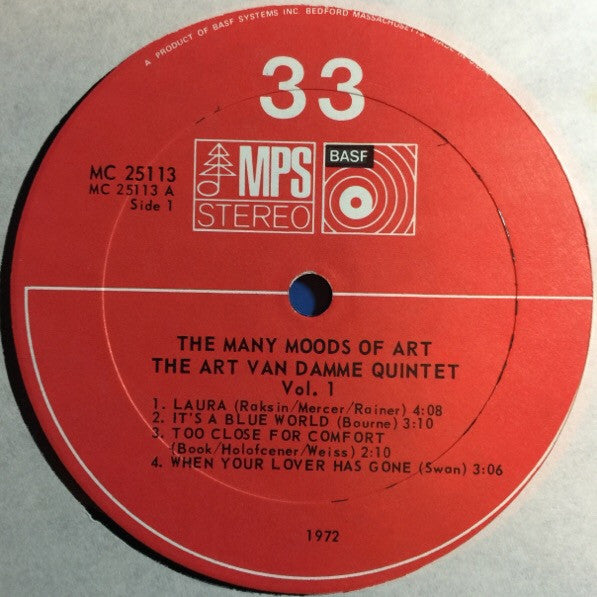 A PRODUCT OF BASF SYSTEMS INC. BEDFORD MASSACHUSETTS
33
MPS
STEREO
BASF
MC 25113
MC 25113 A
Side 1
THE MANY MOODS OF ART
THE ART VAN DAMME QUINTET
Vol. 1
1. LAURA (Raksin/Mercer/Rainer) 4:08
2. IT'S A BLUE WORLD (Bourne) 3:10
3. TOO CLOSE FOR COMFORT
(Book/Holofcener/Weiss) 2:10
4. WHEN YOUR LOVER HAS GONE (Swan) 3:06
1972